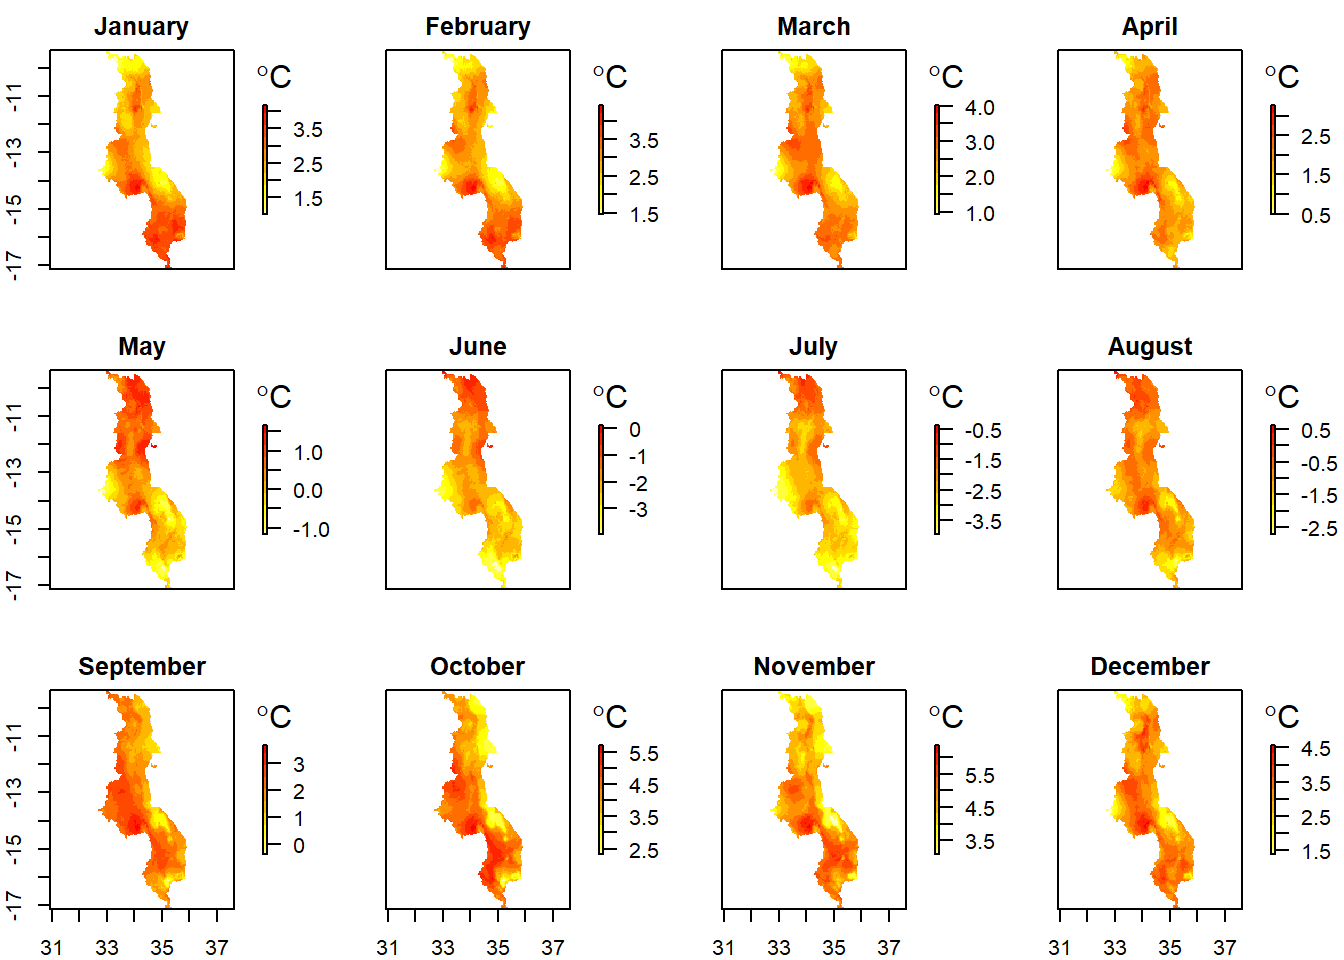 January February March April
°C °C °C °C
3.5 2.5 1.5
3.5 2.5 1.5
4.0 3.0 2.0 1.0
2.5 1.5 0.5
-11 -13 -15 -17
May June July August
°C °C °C °C
1.0 0.0 -1.0
0 -1 -2 -3
-0.5 -1.5 -2.5 -3.5
0.5 -0.5 -1.5 -2.5
-11 -13 -15 -17
September October November December
°C °C °C °C
3 2 1 0
5.5 4.5 3.5 2.5
5.5 4.5 3.5
4.5 3.5 2.5 1.5
-11 -13 -15 -17
31 33 35 37 31 33 35 37 31 33 35 37 31 33 35 37